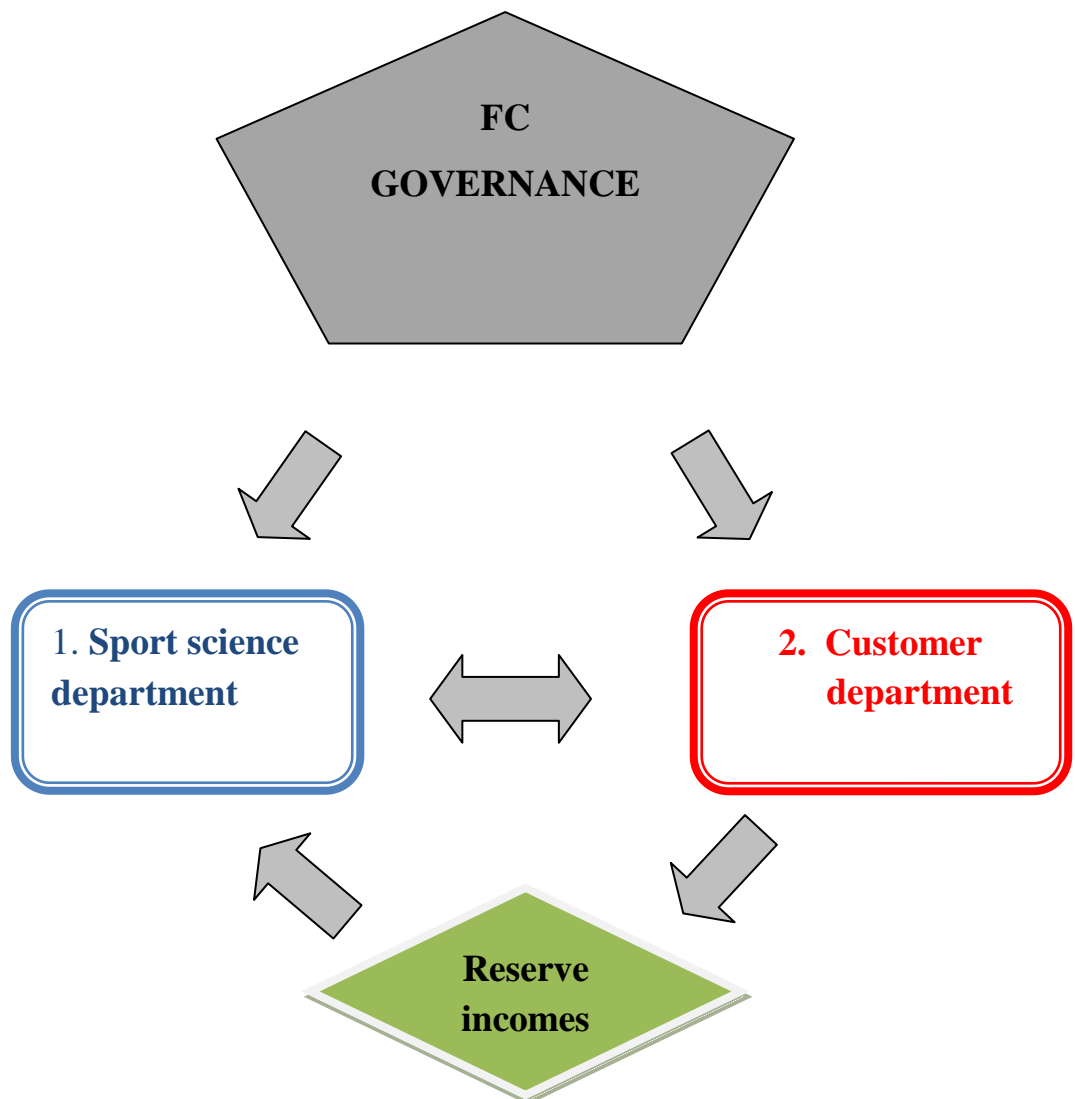 FC
GOVERNANCE
1. Sport science
department
2. Customer
department
Reserve
incomes